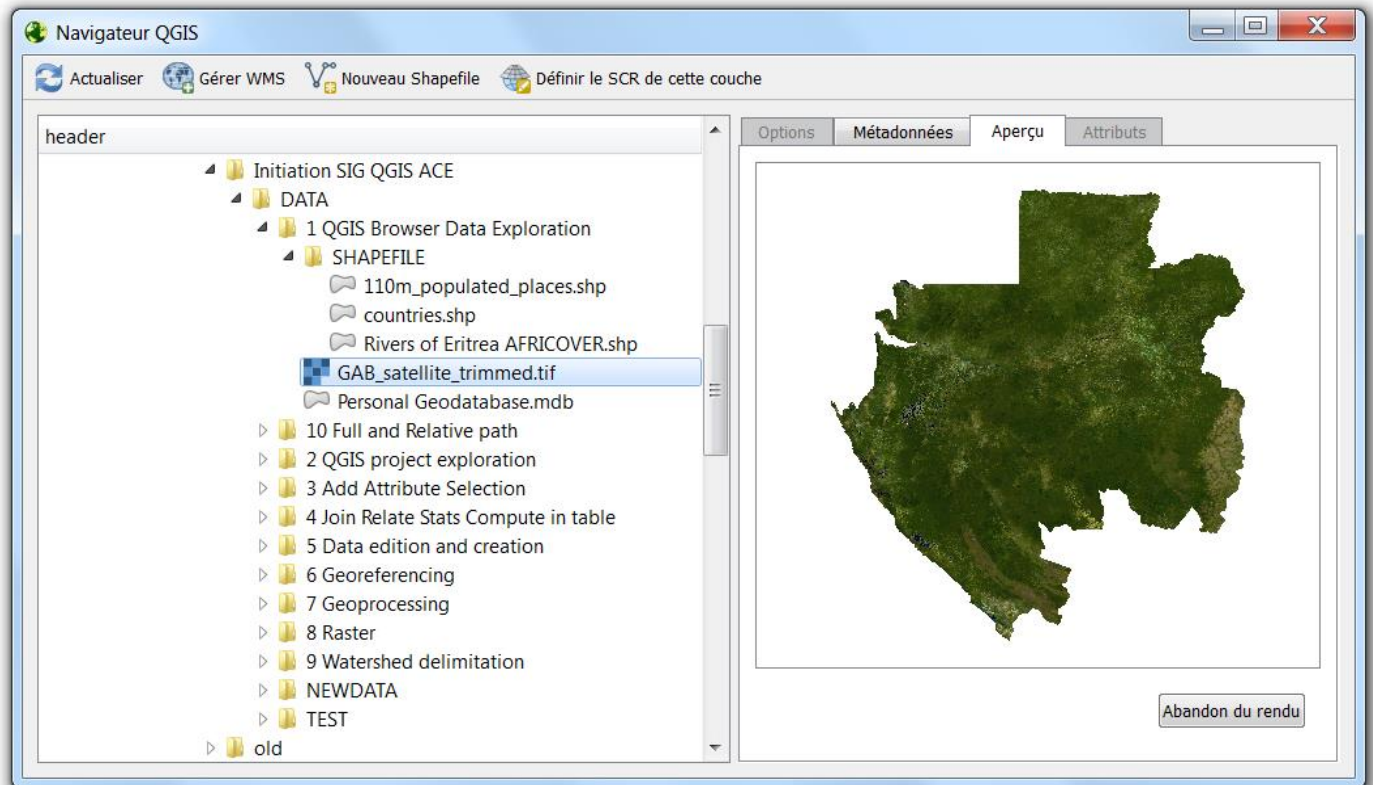 Navigateur QGIS
Actualiser Gérer WMS Nouveau Shapefile Définir le SCR de cette couche
header
Initiation SIG QGIS ACE
DATA
1 QGIS Browser Data Exploration
SHAPEFILE
110m_populated_places.shp
countries.shp
Rivers of Eritrea AFRICOVER.shp
GAB_satellite_trimmed.tif
Personal Geodatabase.mdb
10 Full and Relative path
2 QGIS project exploration
3 Add Attribute Selection
4 Join Relate Stats Compute in table
5 Data edition and creation
6 Georeferencing
7 Geoprocessing
8 Raster
9 Watershed delimitation
NEWDATA
TEST
old
Options Métadonnées Aperçu Attributs
Abandon du rendu